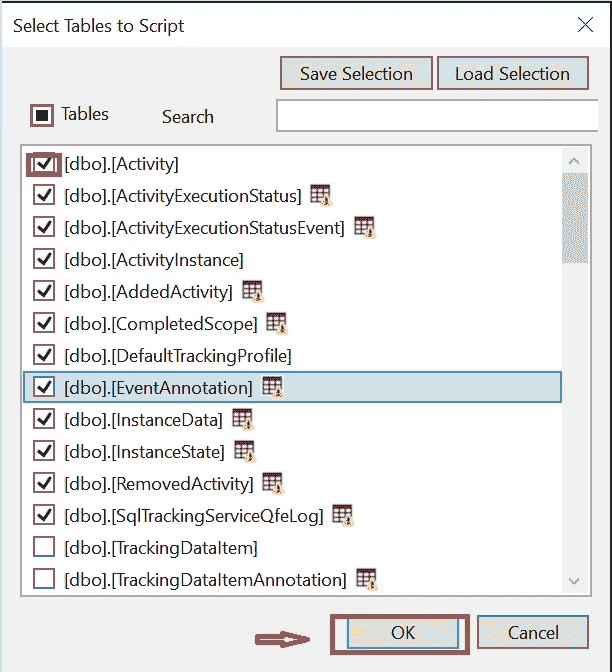 Select Tables to Script
Save Selection Load Selection
Tables Search
[dbo].[Activity]
[dbo].[ActivityExecutionStatus]
[dbo].[ActivityExecutionStatusEvent]
[dbo].[ActivityInstance]
[dbo].[AddedActivity]
[dbo].[CompletedScope]
[dbo].[DefaultTrackingProfile]
[dbo].[EventAnnotation]
[dbo].[InstanceData]
[dbo].[InstanceState]
[dbo].[RemovedActivity]
[dbo].[SqlTrackingServiceQfeLog]
[dbo].[TrackingDataItem]
[dbo].[TrackingDataItemAnnotation]
OK Cancel